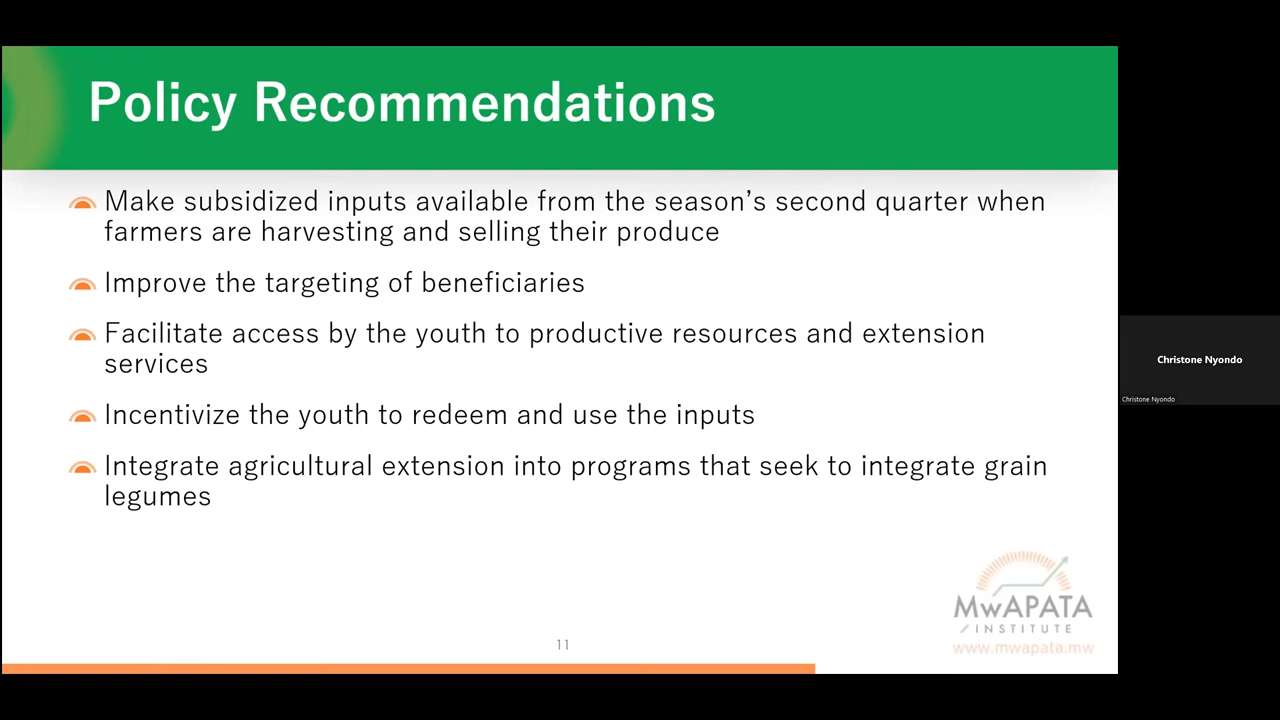 Policy Recommendations
Make subsidized inputs available from the season’s second quarter when
farmers are harvesting and selling their produce
Improve the targeting of beneficiaries
Facilitate access by the youth to productive resources and extension
services
Incentivize the youth to redeem and use the inputs
Integrate agricultural extension into programs that seek to integrate grain
legumes
MwAPATA
INSTITUTE
www.mwapata.mw
11
Christone Nyondo
Christone Nyondo